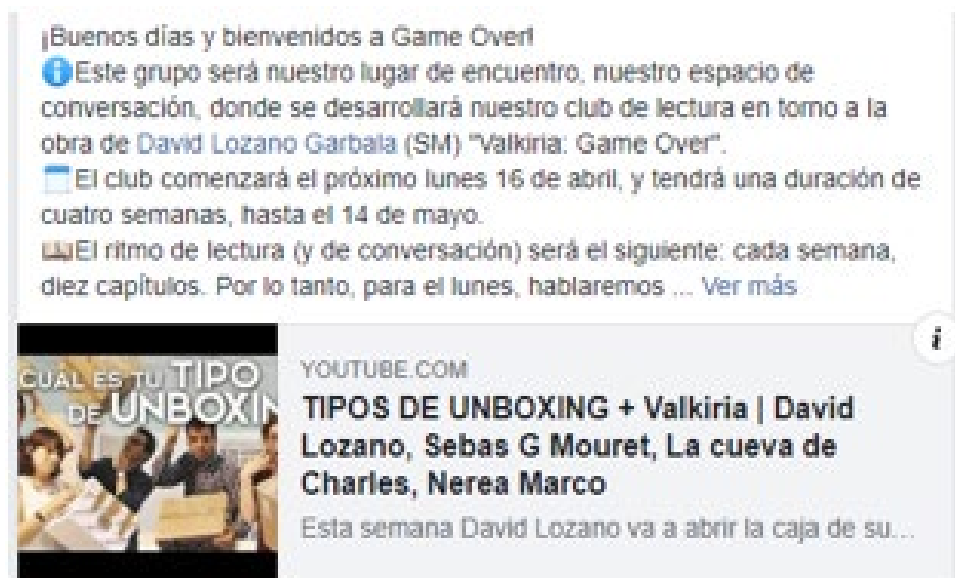 ¡Buenos días y bienvenidos a Game Over!
Este grupo será nuestro lugar de encuentro, nuestro espacio de
conversación, donde se desarrollará nuestro club de lectura en torno a la
obra de David Lozano Garbala (SM) "Valkiria: Game Over".
El club comenzará el próximo lunes 16 de abril, y tendrá una duración de
cuatro semanas, hasta el 14 de mayo.
El ritmo de lectura (y de conversación) será el siguiente: cada semana,
diez capítulos. Por lo tanto, para el lunes, hablaremos ... Ver más
i
CUÁL ES TU TIPO
DE UNBOXIN
YOUTUBE.COM
TIPOS DE UNBOXING + Valkiria | David
Lozano, Sebas G Mouret, La cueva de
Charles, Nerea Marco
Esta semana David Lozano va a abrir la caja de su...